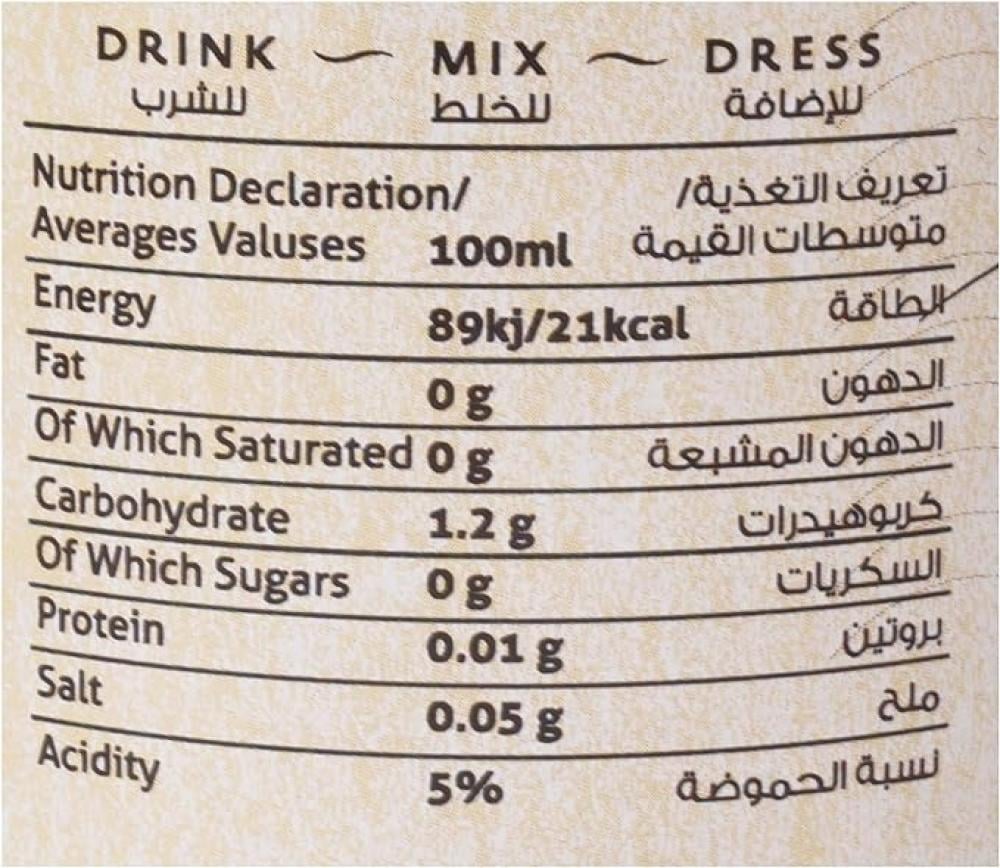 DRINK ~ MIX ~ DRESS
للشرب للخلط للإضافة
Nutrition Declaration/ تعريف التغذية/
Averages Valuses 100ml متوسطات القيمة
Energy 89kj/21kcal الطاقة
Fat 0 g الدهون
Of Which Saturated 0 g الدهون المشبعة
Carbohydrate 1.2 g كربوهيدرات
Of Which Sugars 0 g السكريات
Protein 0.01 g بروتين
Salt 0.05 g ملح
Acidity 5% نسبة الحموضة